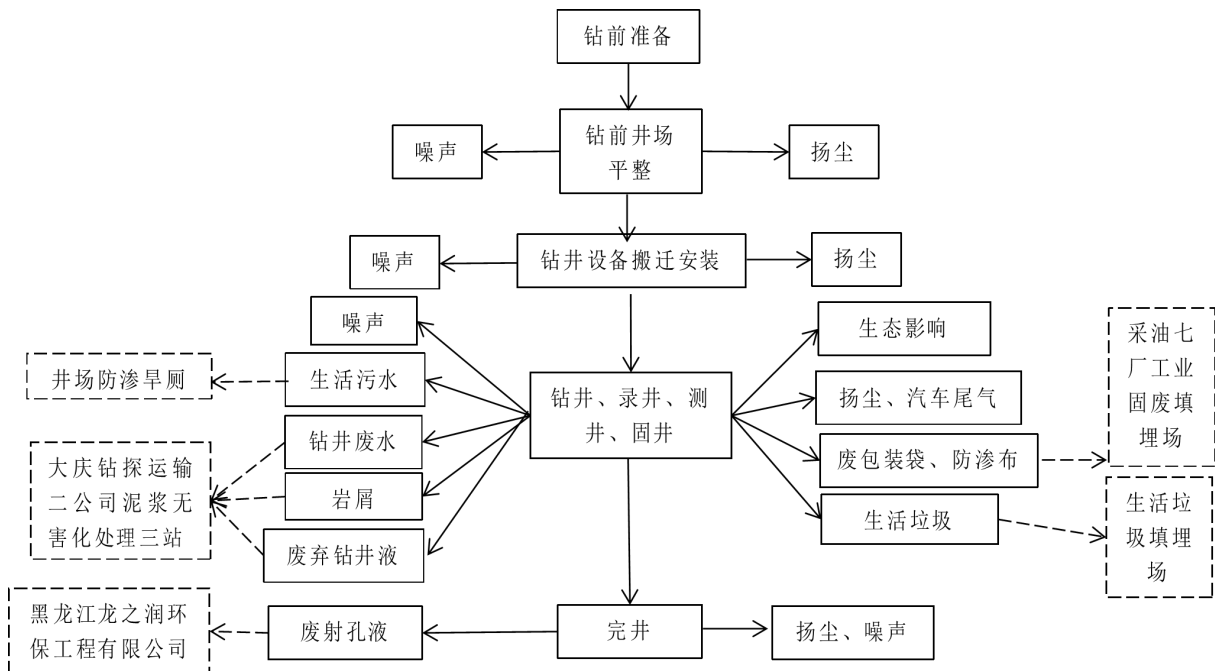 钻前准备
噪声
钻前井场
平整
扬尘
噪声
钻井设备搬迁安装
扬尘
噪声
生态影响
采油七
厂工业
固废填
埋场
井场防渗旱厕
生活污水
钻井、录井、测
井、固井
扬尘、汽车尾气
钻井废水
废包装袋、防渗布
大庆钻探运输
二公司泥浆无
害化处理三站
岩屑
生活垃圾
生活垃
圾填埋
场
废弃钻井液
黑龙江龙之润环
保工程有限公司
废射孔液
完井
扬尘、噪声